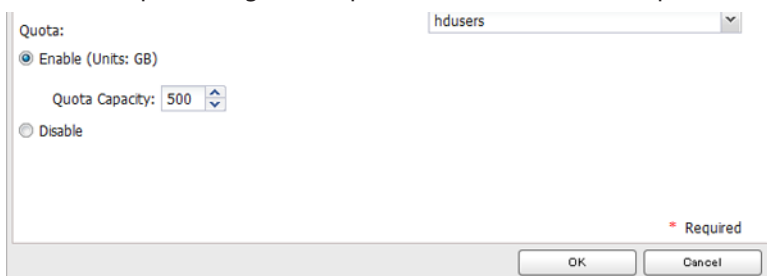 hdusers
Quota:
Enable (Units: GB)
Quota Capacity: 500
Disable
* Required
OK Cancel